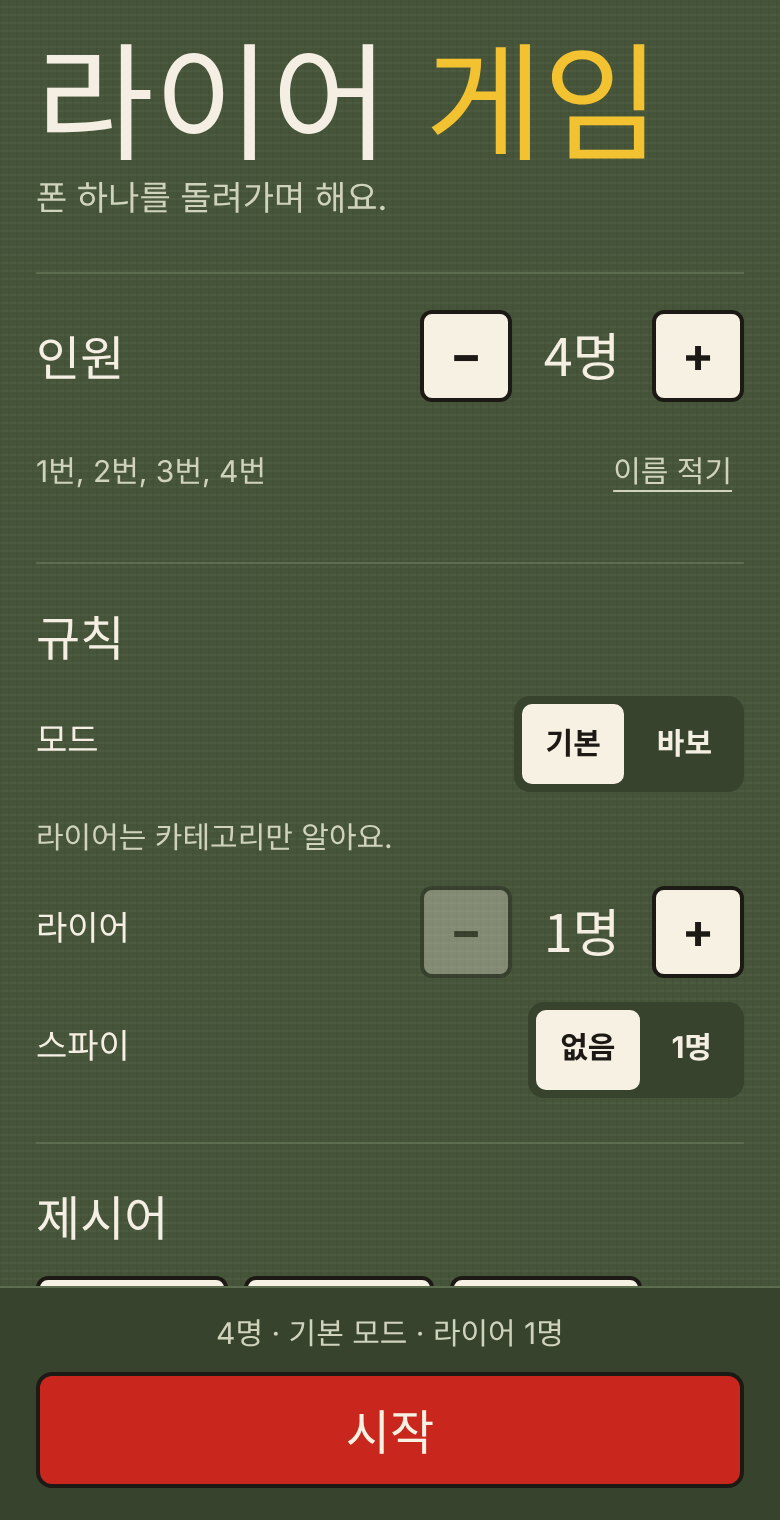 라이어 게임
폰 하나를 돌려가며 해요.
인원 − 4명 +
1번, 2번, 3번, 4번 이름 적기
규칙
모드 기본 바보
라이어는 카테고리만 알아요.
라이어 − 1명 +
스파이 없음 1명
제시어
4명 · 기본 모드 · 라이어 1명
시작